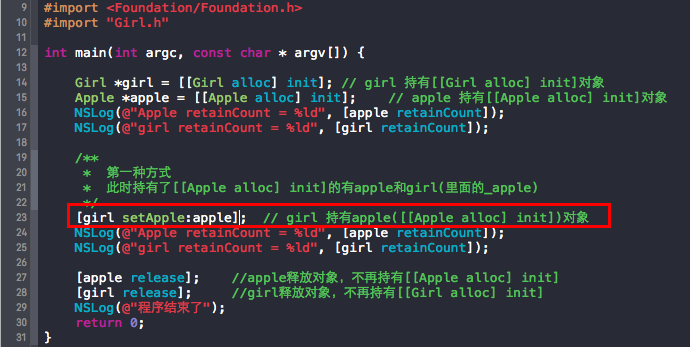 9 #import <Foundation/Foundation.h>
10 #import "Girl.h"
11
12 int main(int argc, const char * argv[]) {
13
14 Girl *girl = [[Girl alloc] init]; // girl 持有[[Girl alloc] init]对象
15 Apple *apple = [[Apple alloc] init]; // apple 持有[[Apple alloc] init]对象
16 NSLog(@"Apple retainCount = %ld", [apple retainCount]);
17 NSLog(@"girl retainCount = %ld", [girl retainCount]);
18
19 /**
20 * 第一种方式
21 * 此时持有了[[Apple alloc] init]的有apple和girl(里面的_apple)
22 */
23 [girl setApple:apple]; // girl 持有apple([[Apple alloc] init])对象
24 NSLog(@"Apple retainCount = %ld", [apple retainCount]);
25 NSLog(@"girl retainCount = %ld", [girl retainCount]);
26
27 [apple release]; //apple释放对象，不再持有[[Apple alloc] init]
28 [girl release]; //girl释放对象，不再持有[[Girl alloc] init]
29 NSLog(@"程序结束了");
30 return 0;
31 }